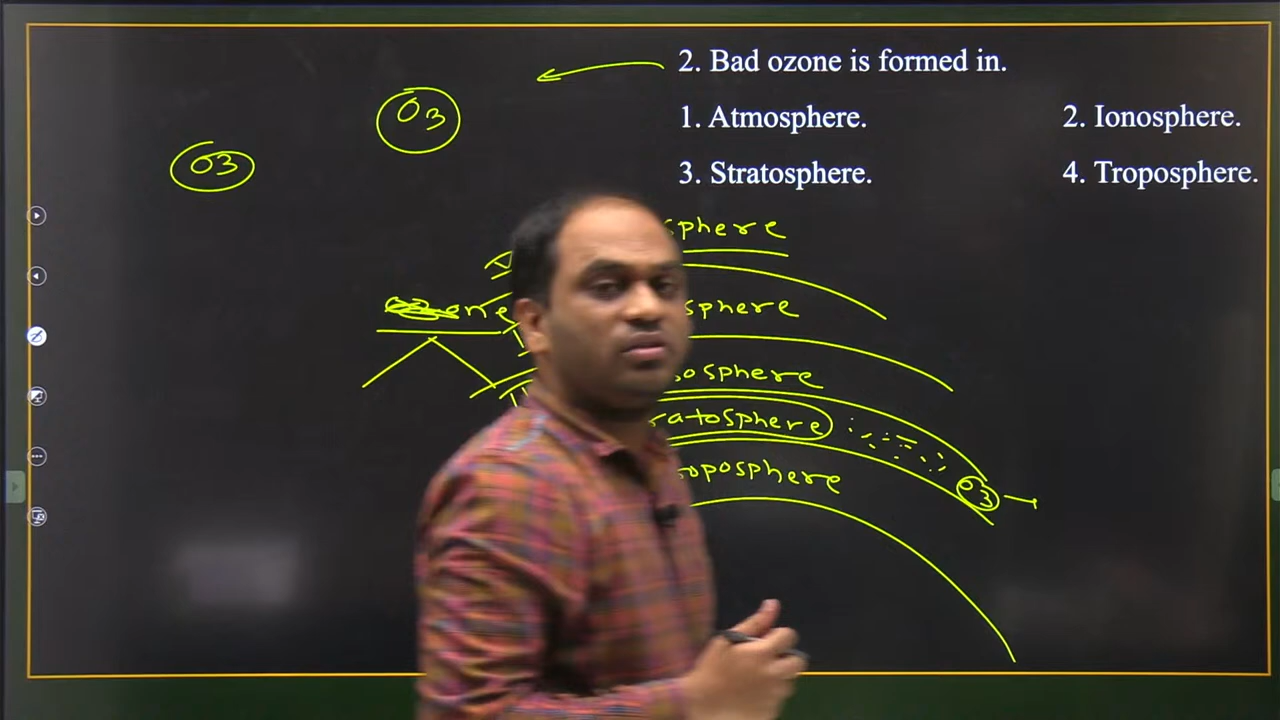 2. Bad ozone is formed in.
1. Atmosphere. 2. Ionosphere.
3. Stratosphere. 4. Troposphere.
O3
O3
sphere
sphere
osphere
ratosphere
O3
oposphere